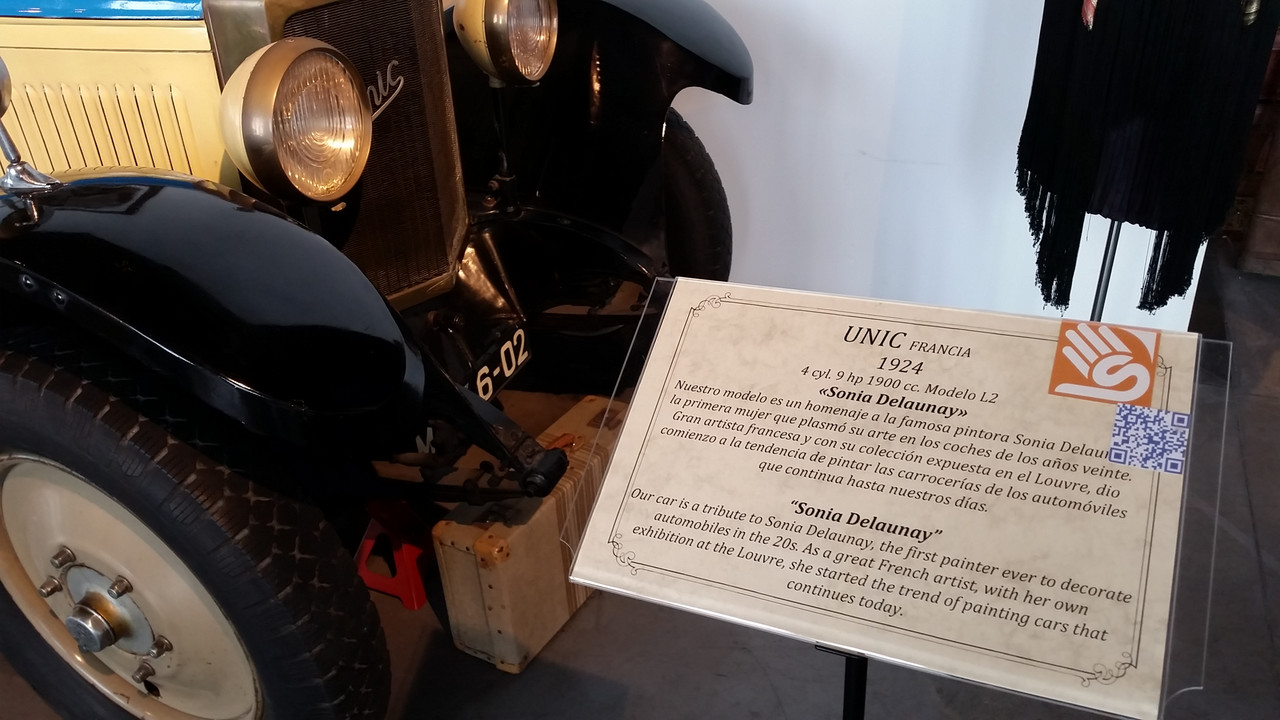 nic
6-02
UNIC FRANCIA
1924
4 cyl. 9 hp 1900 cc. Modelo L2
«Sonia Delaunay»
Nuestro modelo es un homenaje a la famosa pintora Sonia
la primera mujer que plasmó su arte en los coches de los años veinte.
Gran artista francesa y con su colección expuesta en el Louvre, dio
comienzo a la tendencia de pintar las carrocerías de los automóviles
que continua hasta nuestros días.
"Sonia Delaunay"
Our car is a tribute to Sonia Delaunay, the first painter ever to decorate
automobiles in the 20s. As a great French artist, with her own
exhibition at the Louvre, she started the trend of painting cars that
continues today.